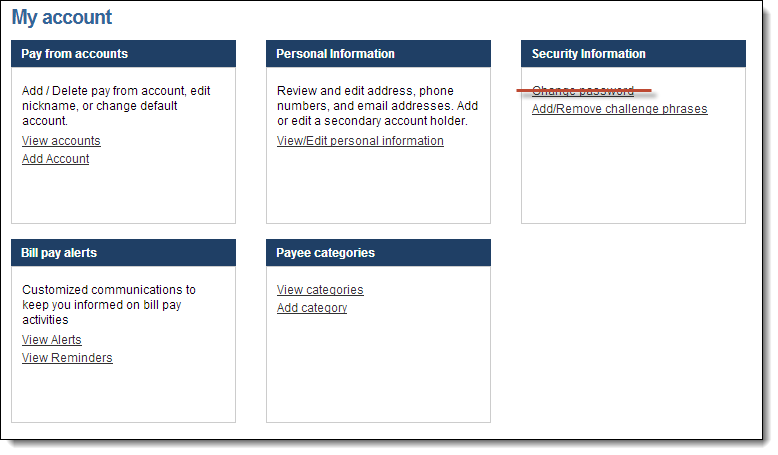 My account
Pay from accounts
Add / Delete pay from account, edit
nickname, or change default
account.
View accounts
Add Account
Personal Information
Review and edit address, phone
numbers, and email addresses. Add
or edit a secondary account holder.
View/Edit personal information
Security Information
Change password
Add/Remove challenge phrases
Bill pay alerts
Customized communications to
keep you informed on bill pay
activities
View Alerts
View Reminders
Payee categories
View categories
Add category